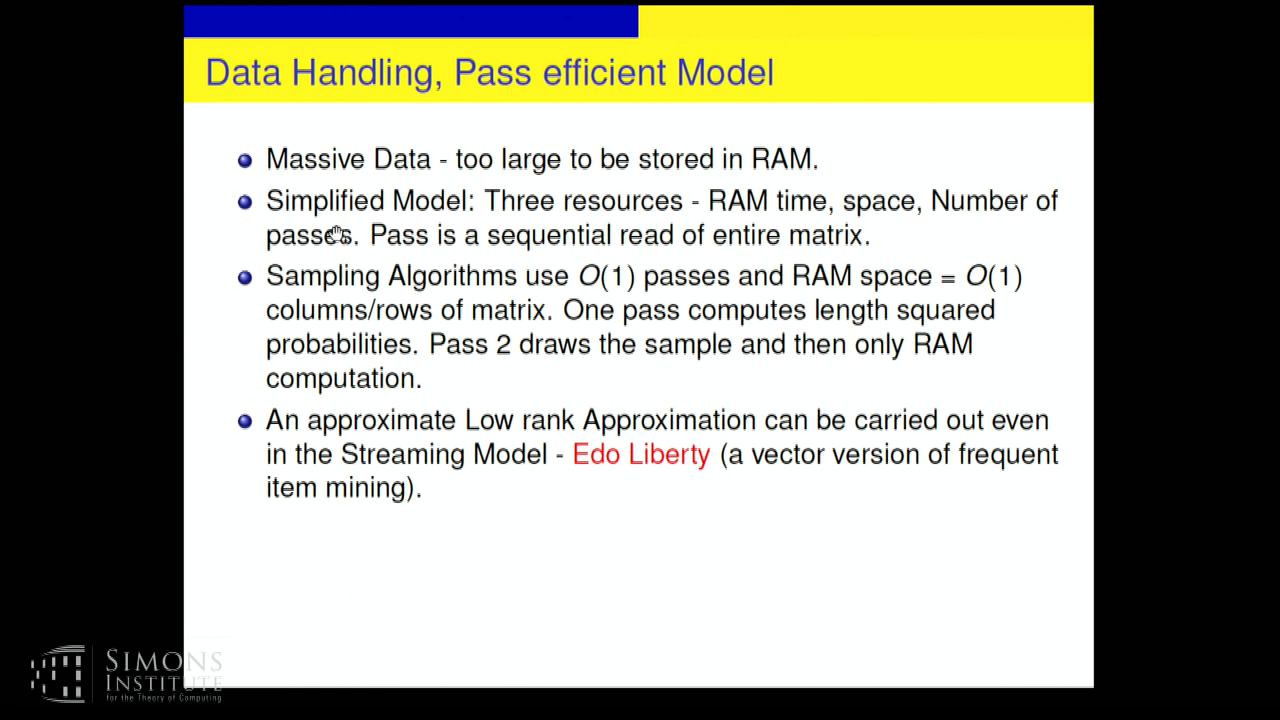 Data Handling, Pass efficient Model
Massive Data - too large to be stored in RAM.
Simplified Model: Three resources - RAM time, space, Number of
passes. Pass is a sequential read of entire matrix.
Sampling Algorithms use O(1) passes and RAM space = O(1)
columns/rows of matrix. One pass computes length squared
probabilities. Pass 2 draws the sample and then only RAM
computation.
An approximate Low rank Approximation can be carried out even
in the Streaming Model - Edo Liberty (a vector version of frequent
item mining).
SIMONS
INSTITUTE
for the Theory of Computing